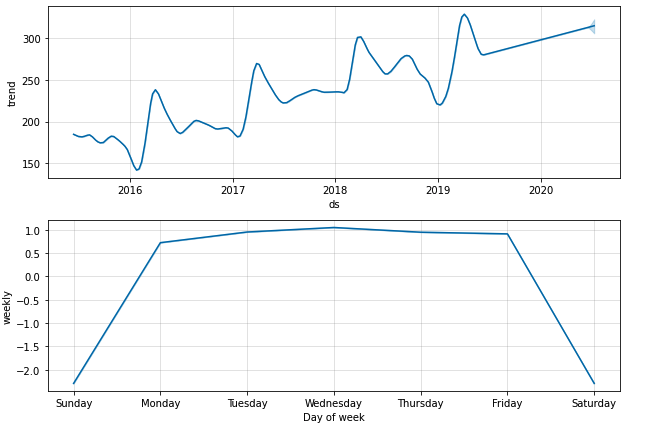 trend
300
250
200
150
2016 2017 2018 2019 2020
ds
weekly
1.0
0.5
0.0
−0.5
−1.0
−1.5
−2.0
Sunday Monday Tuesday Wednesday Thursday Friday Saturday
Day of week